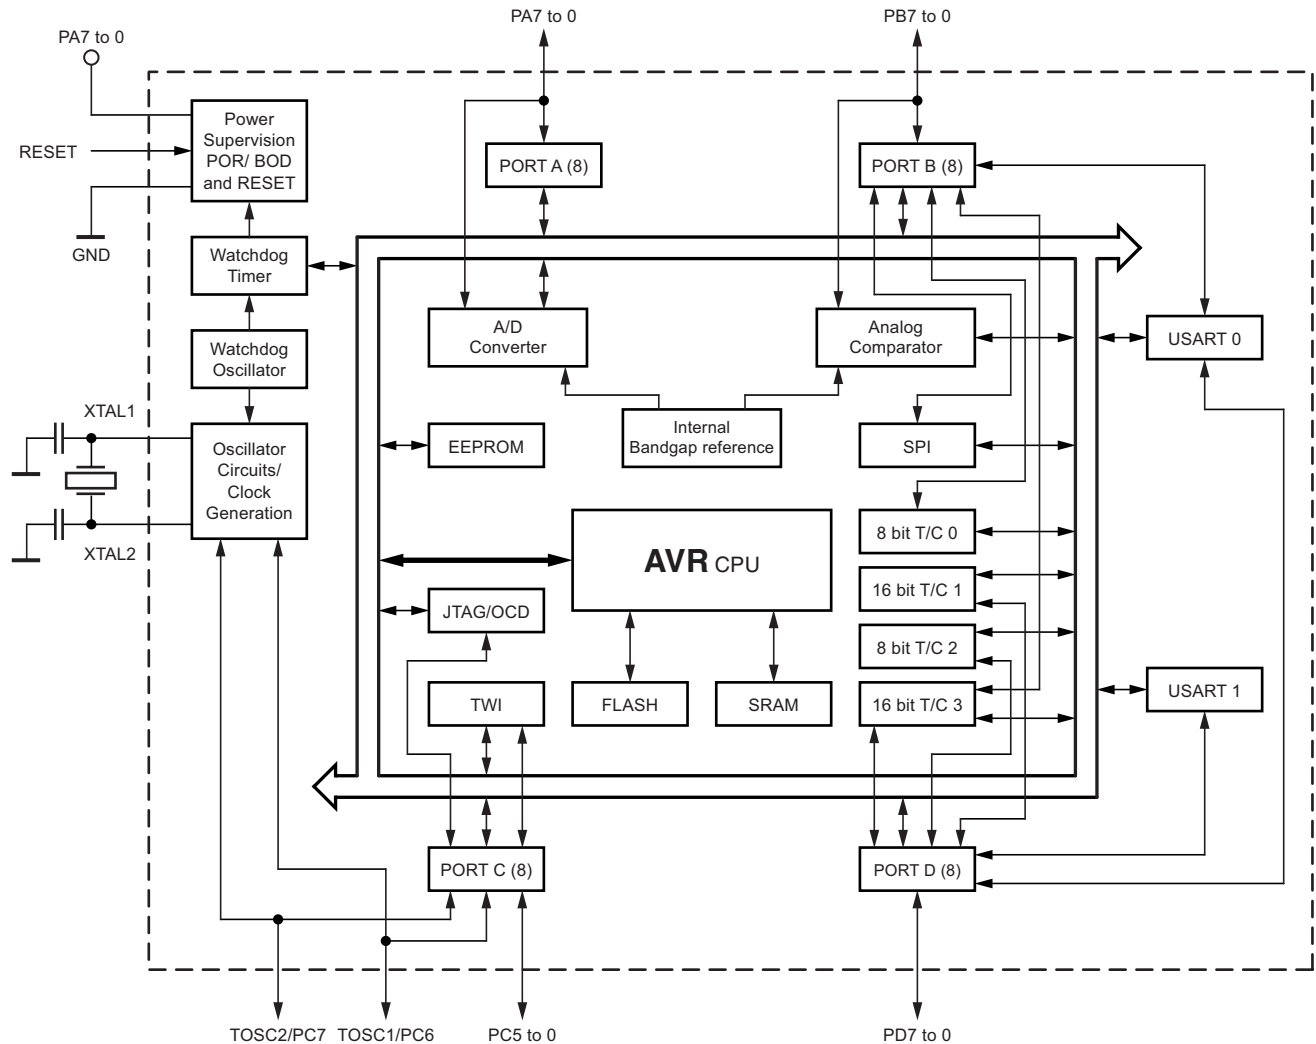 PA7 to 0
PB7 to 0
PA7 to 0
Power
Supervision
POR/ BOD
and RESET
RESET
PORT A (8)
PORT B (8)
GND
Watchdog
Timer
A/D
Converter
Analog
Comparator
USART 0
Watchdog
Oscillator
XTAL1
Internal
Bandgap reference
EEPROM
SPI
Oscillator
Circuits/
Clock
Generation
XTAL2
AVR CPU
8 bit T/C 0
16 bit T/C 1
JTAG/OCD
8 bit T/C 2
TWI
FLASH
SRAM
16 bit T/C 3
USART 1
PORT C (8)
PORT D (8)
TOSC2/PC7
TOSC1/PC6
PC5 to 0
PD7 to 0